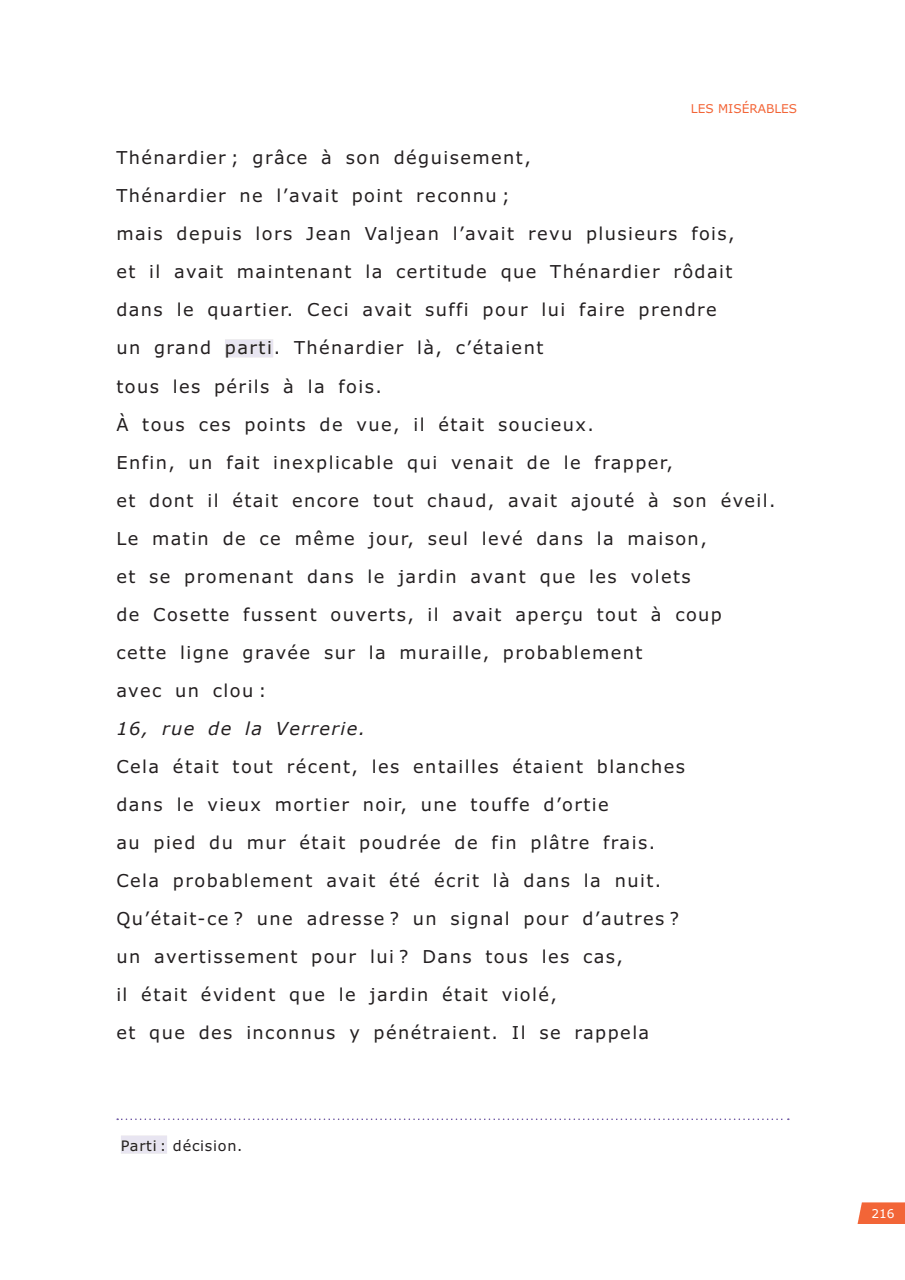 LES MISÉRABLES
Thénardier ; grâce à son déguisement,
Thénardier ne l’avait point reconnu ;
mais depuis lors Jean Valjean l’avait revu plusieurs fois,
et il avait maintenant la certitude que Thénardier rôdait
dans le quartier. Ceci avait suffi pour lui faire prendre
un grand parti. Thénardier là, c’étaient
tous les périls à la fois.
À tous ces points de vue, il était soucieux.
Enfin, un fait inexplicable qui venait de le frapper,
et dont il était encore tout chaud, avait ajouté à son éveil.
Le matin de ce même jour, seul levé dans la maison,
et se promenant dans le jardin avant que les volets
de Cosette fussent ouverts, il avait aperçu tout à coup
cette ligne gravée sur la muraille, probablement
avec un clou :
16, rue de la Verrerie.
Cela était tout récent, les entailles étaient blanches
dans le vieux mortier noir, une touffe d’ortie
au pied du mur était poudrée de fin plâtre frais.
Cela probablement avait été écrit là dans la nuit.
Qu’était-ce ? une adresse ? un signal pour d’autres ?
un avertissement pour lui ? Dans tous les cas,
il était évident que le jardin était violé,
et que des inconnus y pénétraient. Il se rappela
Parti : décision.
216